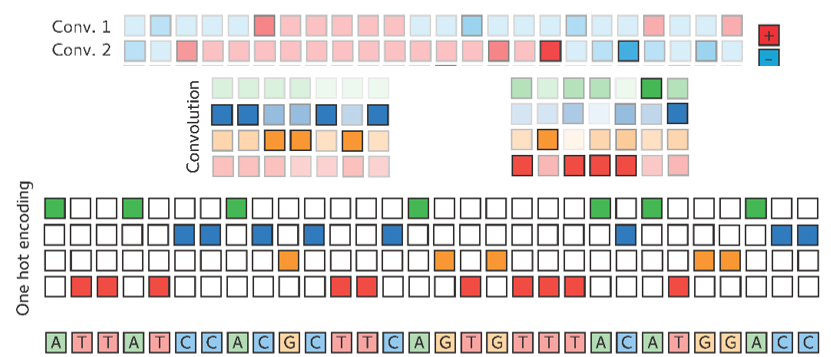 Conv. 1
Conv. 2
+
–
Convolution
One hot encoding
A T T A T C C A C G C T T C A G T G T T T A C A T G G A C C